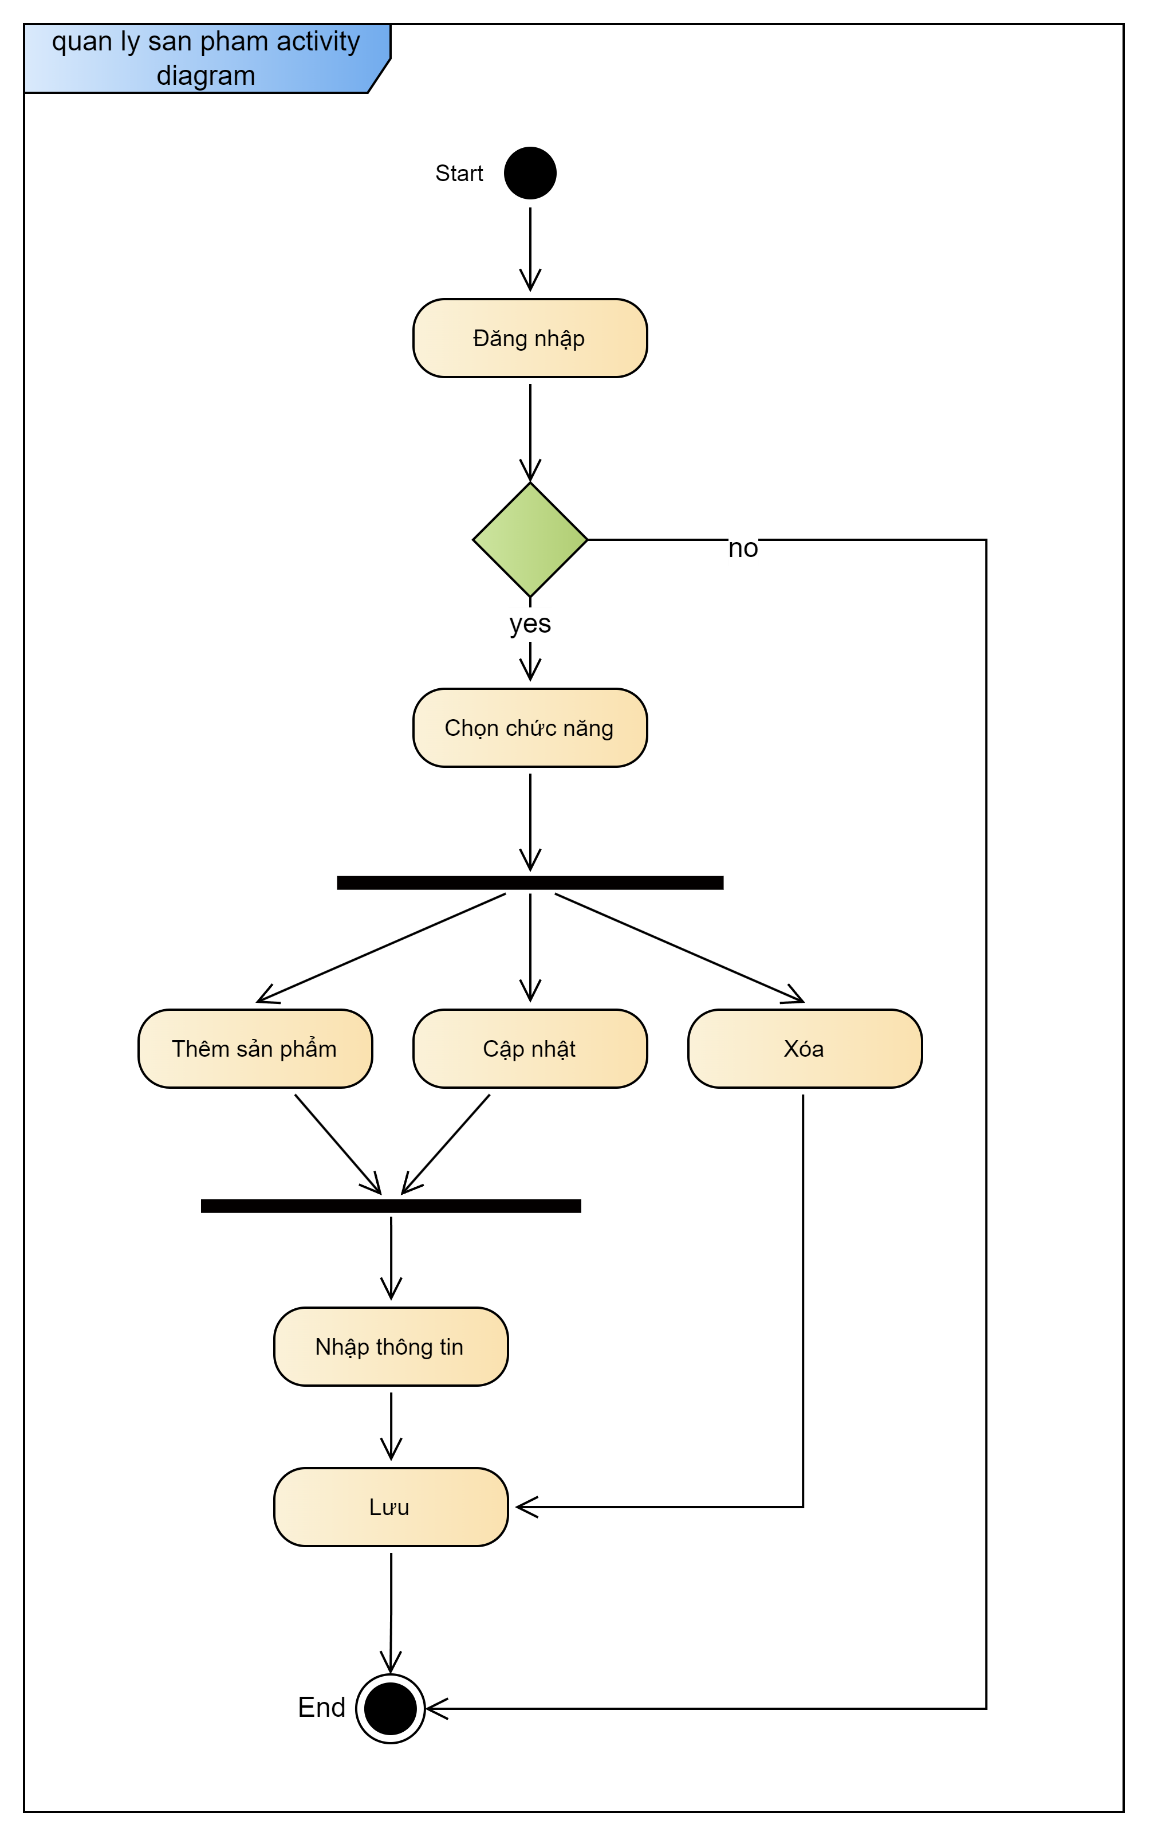 quan ly san pham activity
diagram
Start
Đăng nhập
no
yes
Chọn chức năng
Thêm sản phẩm
Cập nhật
Xóa
Nhập thông tin
Lưu
End